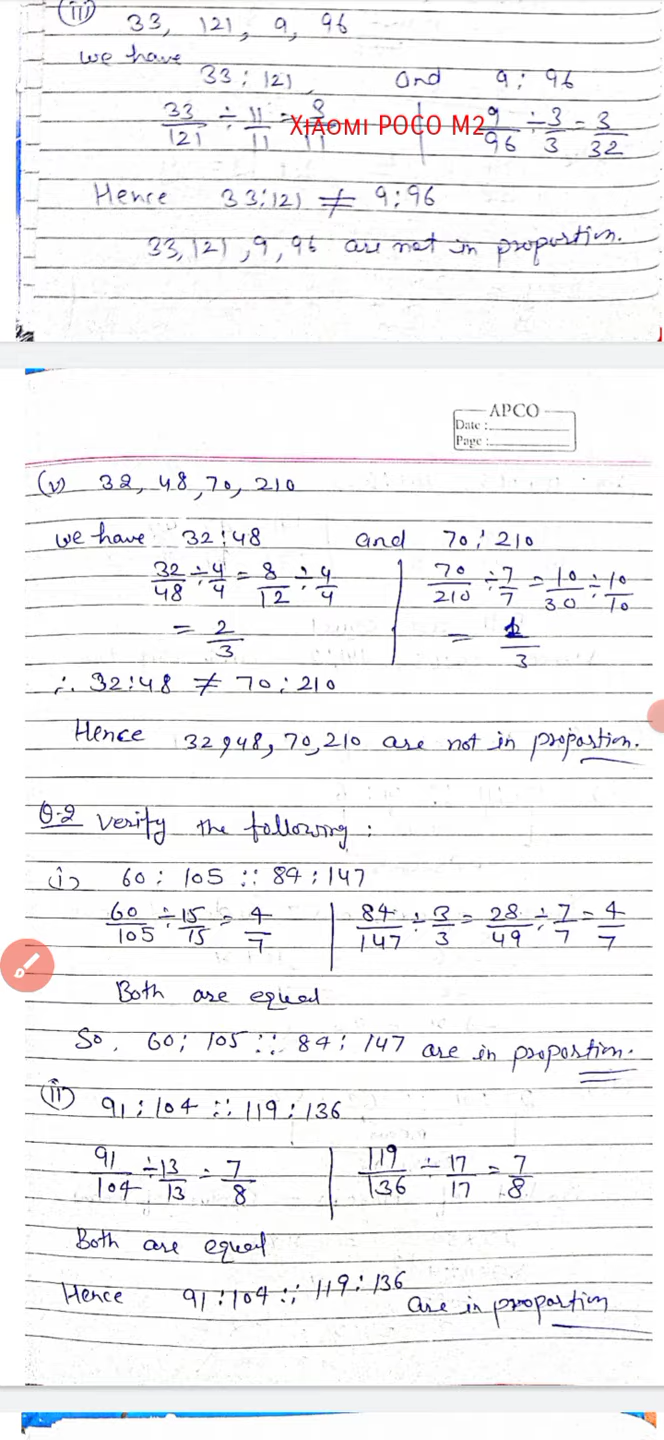 (iii) 33, 121, 9, 96
we have
33 : 121 and 9 : 96
33/121 ÷ 11/11 = /11 | 9/96 ÷ 3/3 = 3/32
XIAOMI POCO M2
Hence 33:121 ≠ 9:96
33,121,9,96 are not in proportion.
APCO
Date :
Page :
(v) 32, 48, 70, 210
we have 32:48 and 70:210
32/48 ÷ 4/4 = 8/12 ÷ 4/4 | 70/210 ÷ 7/7 = 10/30 ÷ 10/10
= 2/3 | = 1/3
∴ 32:48 ≠ 70:210
Hence 32,48,70,210 are not in proportion.
Q.2 Verify the following :
(i) 60 : 105 :: 84 : 147
60/105 ÷ 15/15 = 4/7 | 84/147 ÷ 3/3 = 28/49 ÷ 7/7 = 4/7
Both are equal
So, 60 : 105 :: 84 : 147 are in proportion.
(ii) 91 : 104 :: 119 : 136
91/104 ÷ 13/13 = 7/8 | 119/136 ÷ 17/17 = 7/8
Both are equal
Hence 91 : 104 :: 119 : 136 are in proportion